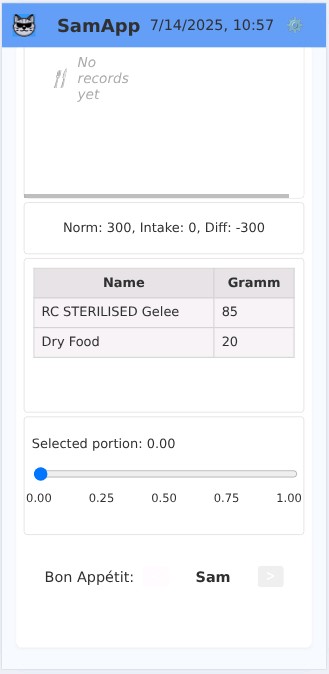 SamApp 7/14/2025, 10:57
No
records
yet
Norm: 300, Intake: 0, Diff: -300
Name Gramm
RC STERILISED Gelee 85
Dry Food 20
Selected portion: 0.00
0.00 0.25 0.50 0.75 1.00
Bon Appétit: Sam >